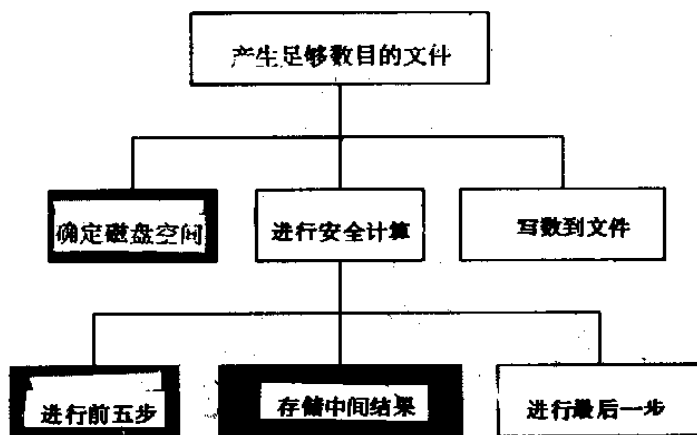 产生足够数目的文件
确定磁盘空间
进行安全计算
写数到文件
进行前五步
存储中间结果
进行最后一步